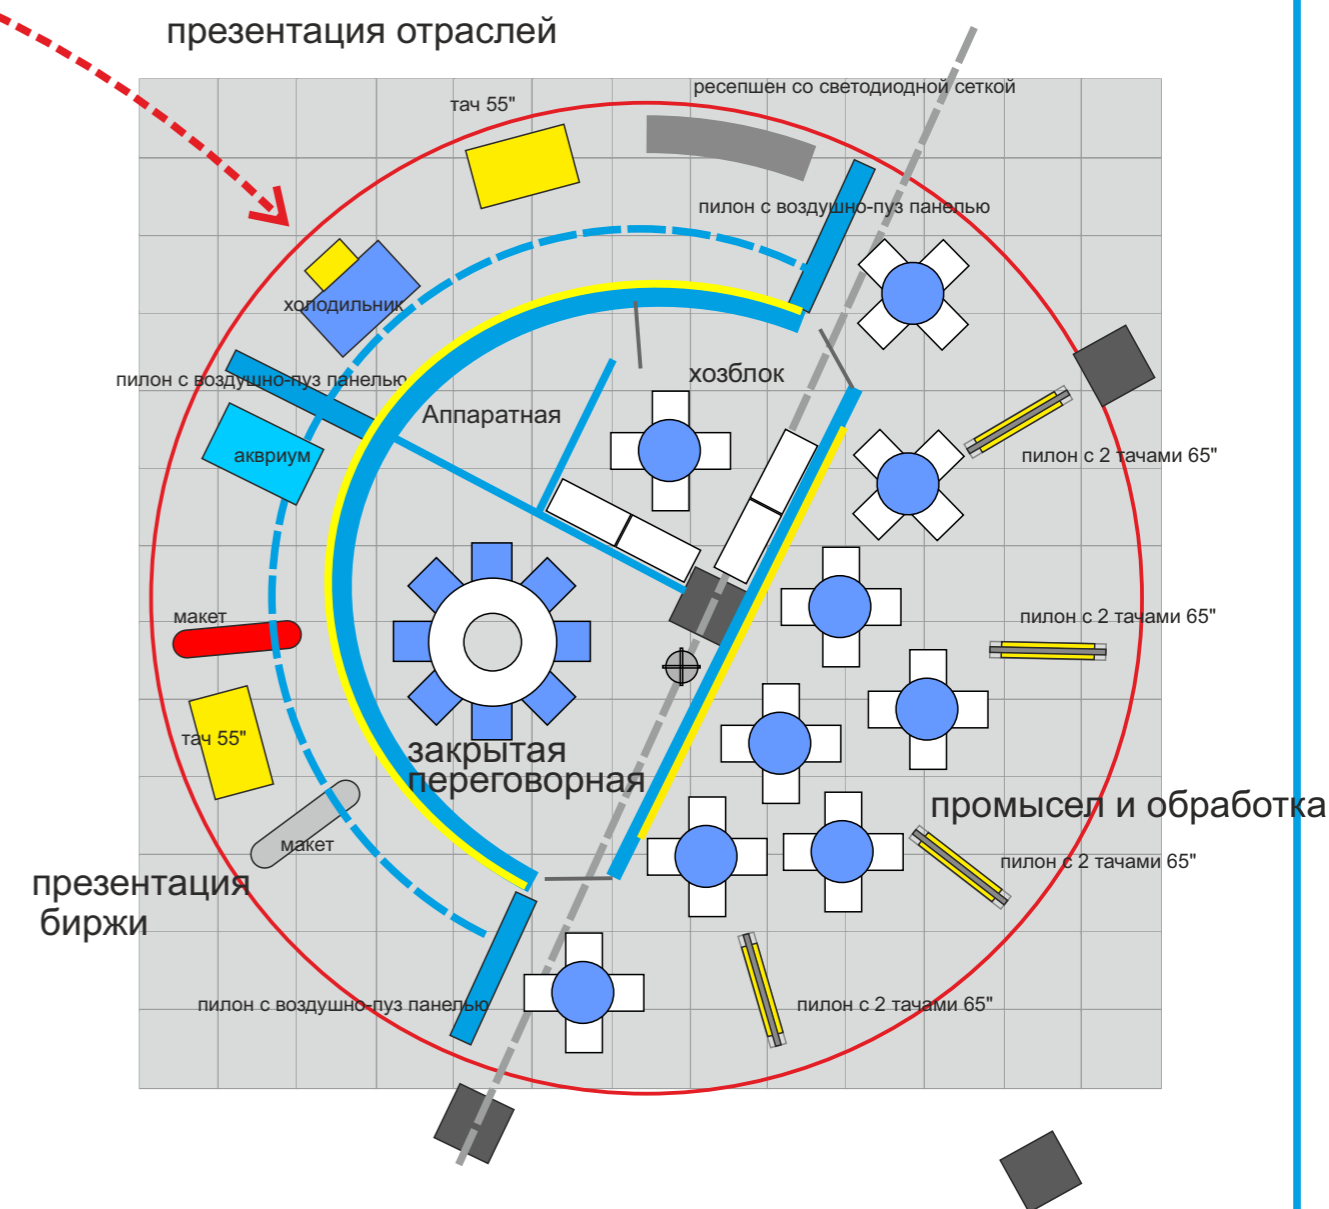 презентация отраслей
ресепшен со светодиодной сеткой
тач 55"
пилон с воздушно-пуз панелью
холодильник
хозблок
пилон с воздушно-пуз панелью
Аппаратная
аквриум
пилон с 2 тачами 65"
макет
пилон с 2 тачами 65"
тач 55"
закрытая
переговорная
промысел и обработка
макет
пилон с 2 тачами 65"
презентация
биржи
пилон с воздушно-пуз панелью
пилон с 2 тачами 65"